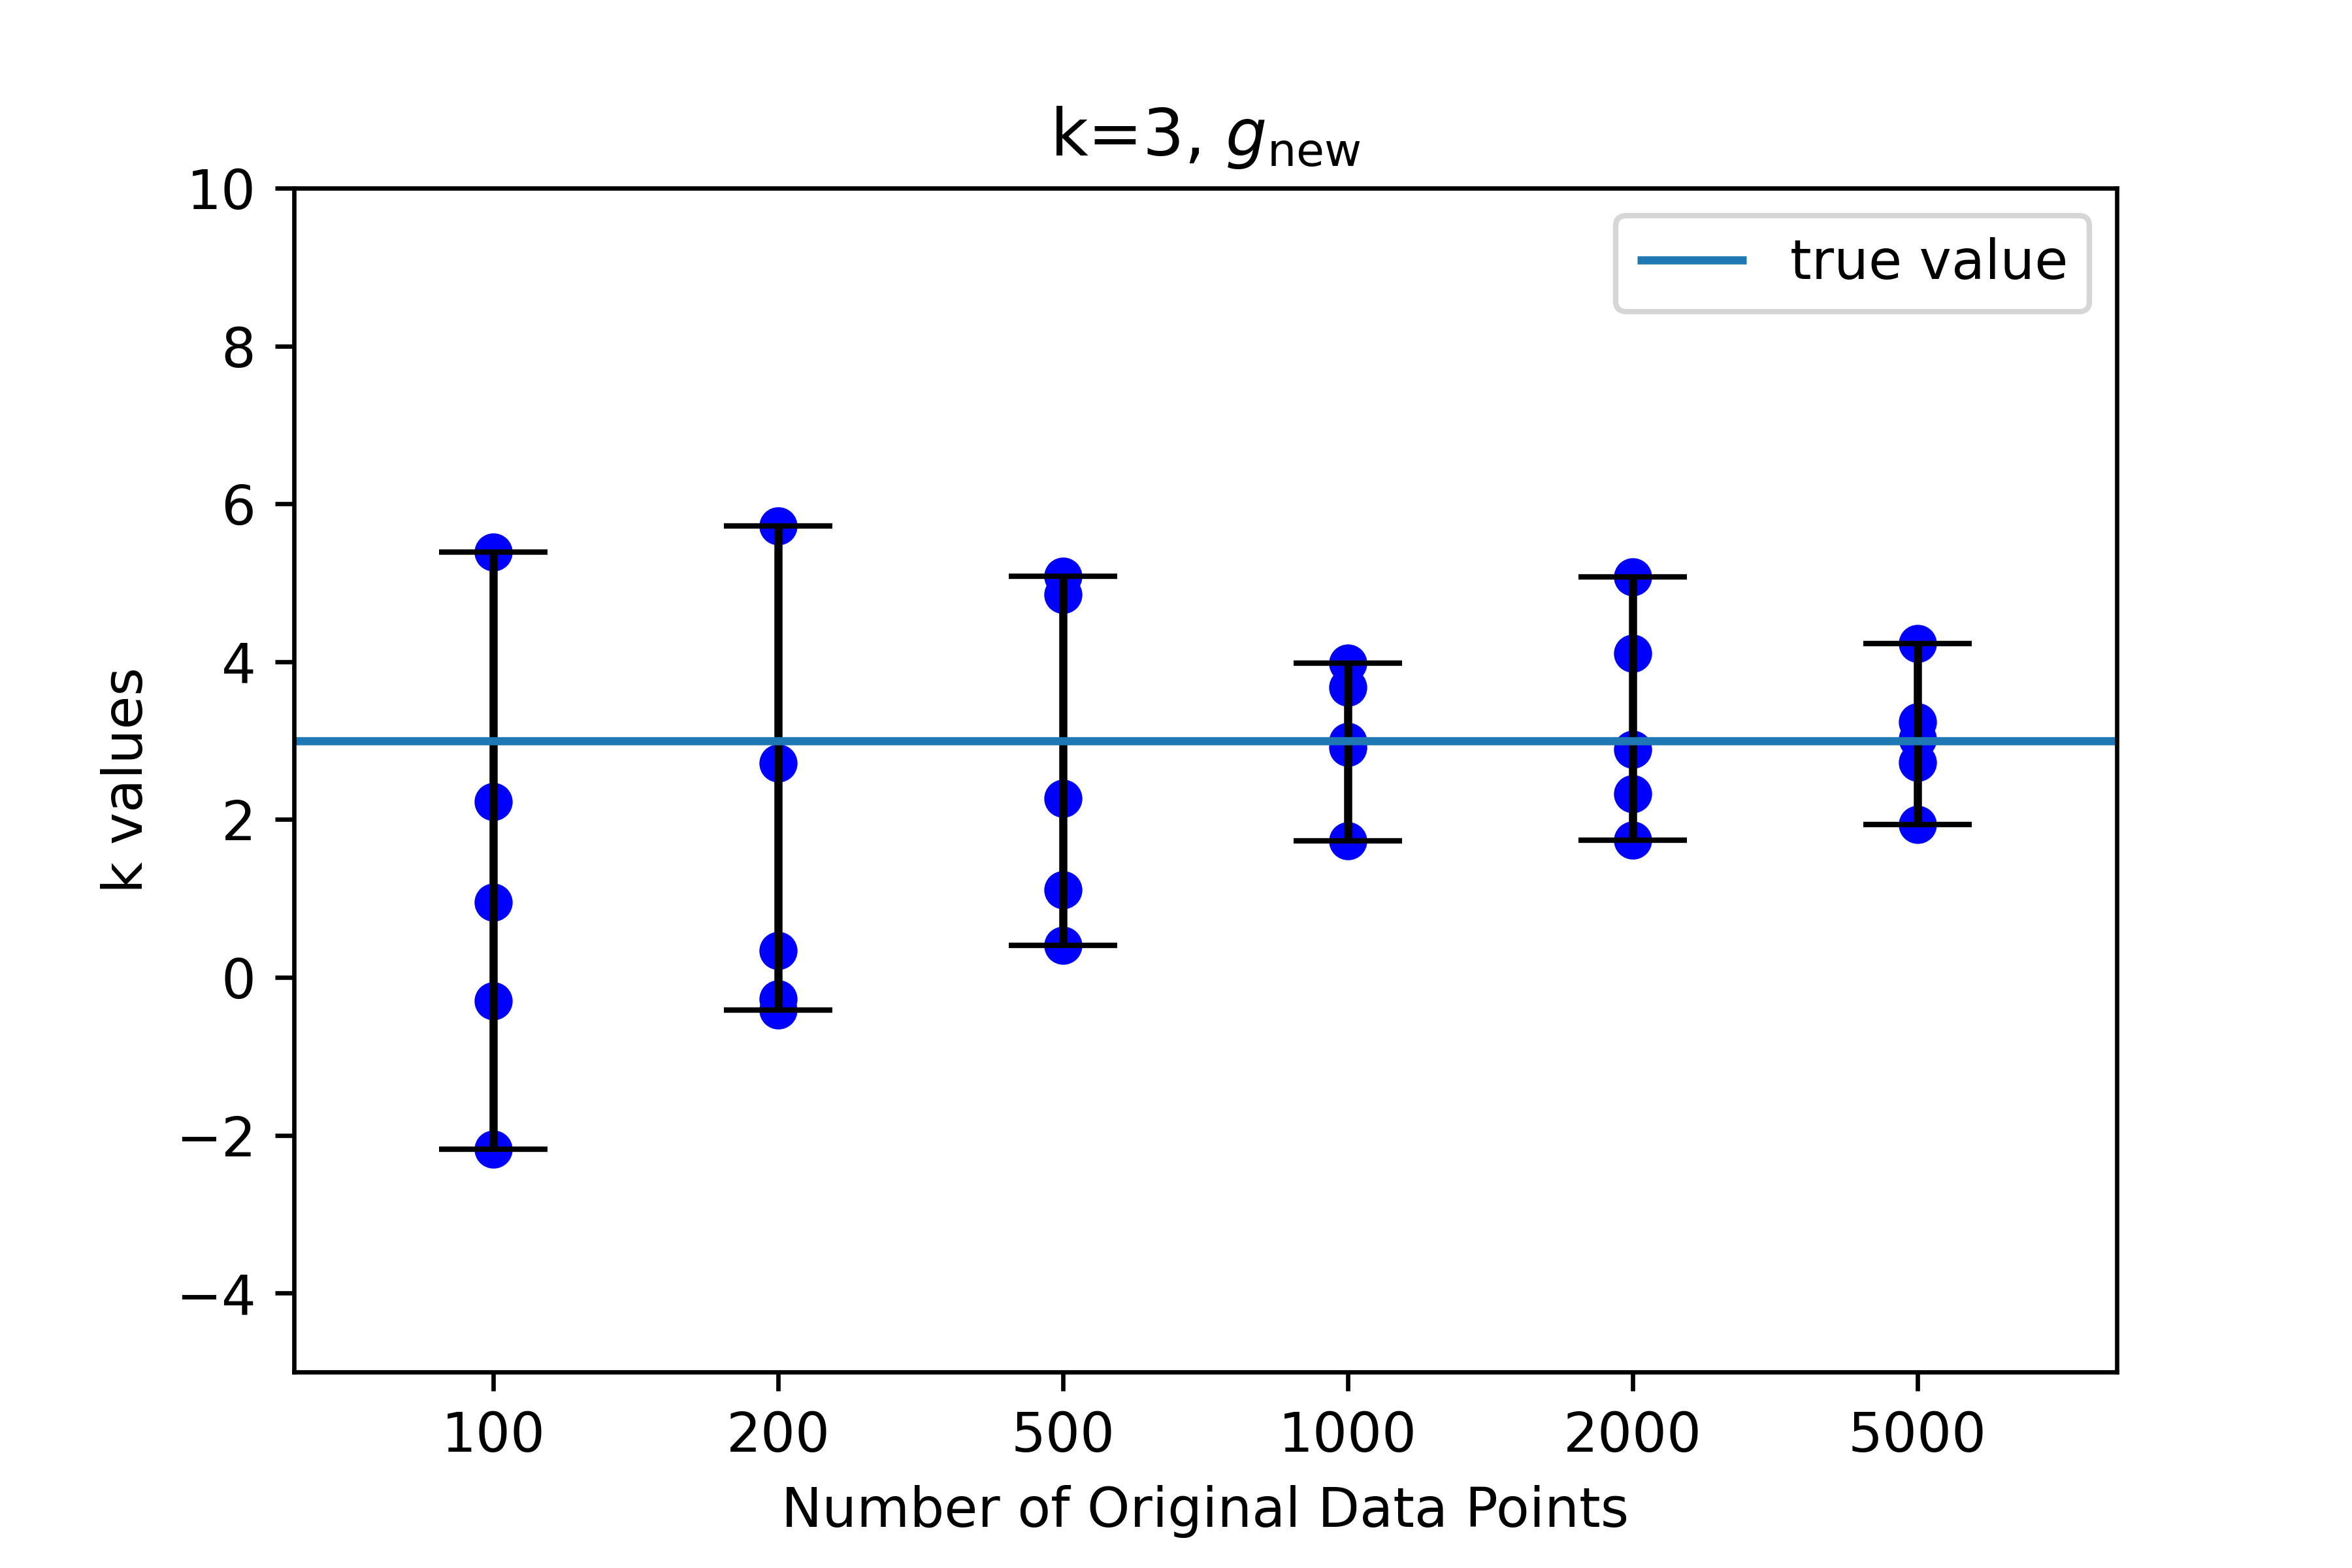 k=3, gnew
10
8
6
4
2
0
−2
−4
k values
true value
100 200 500 1000 2000 5000
Number of Original Data Points